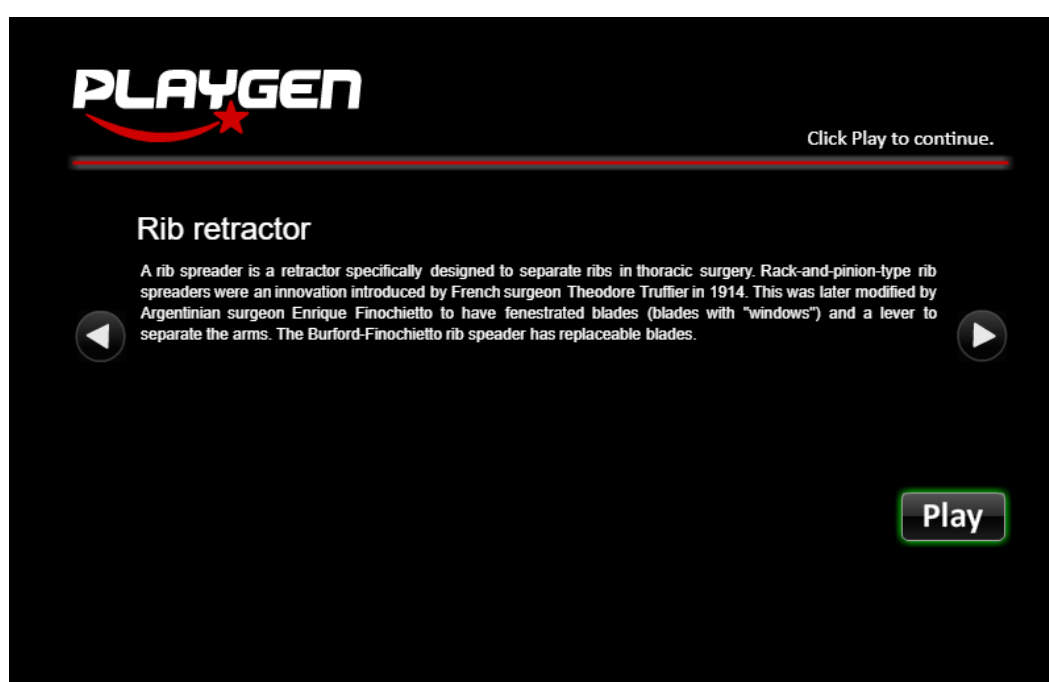 PLAYGEN
Click Play to continue.
Rib retractor
A rib spreader is a retractor specifically designed to separate ribs in thoracic surgery. Rack-and-pinion-type rib
spreaders were an innovation introduced by French surgeon Theodore Truffier in 1914. This was later modified by
Argentinian surgeon Enrique Finochietto to have fenestrated blades (blades with "windows") and a lever to
separate the arms. The Burford-Finochietto rib speader has replaceable blades.
Play